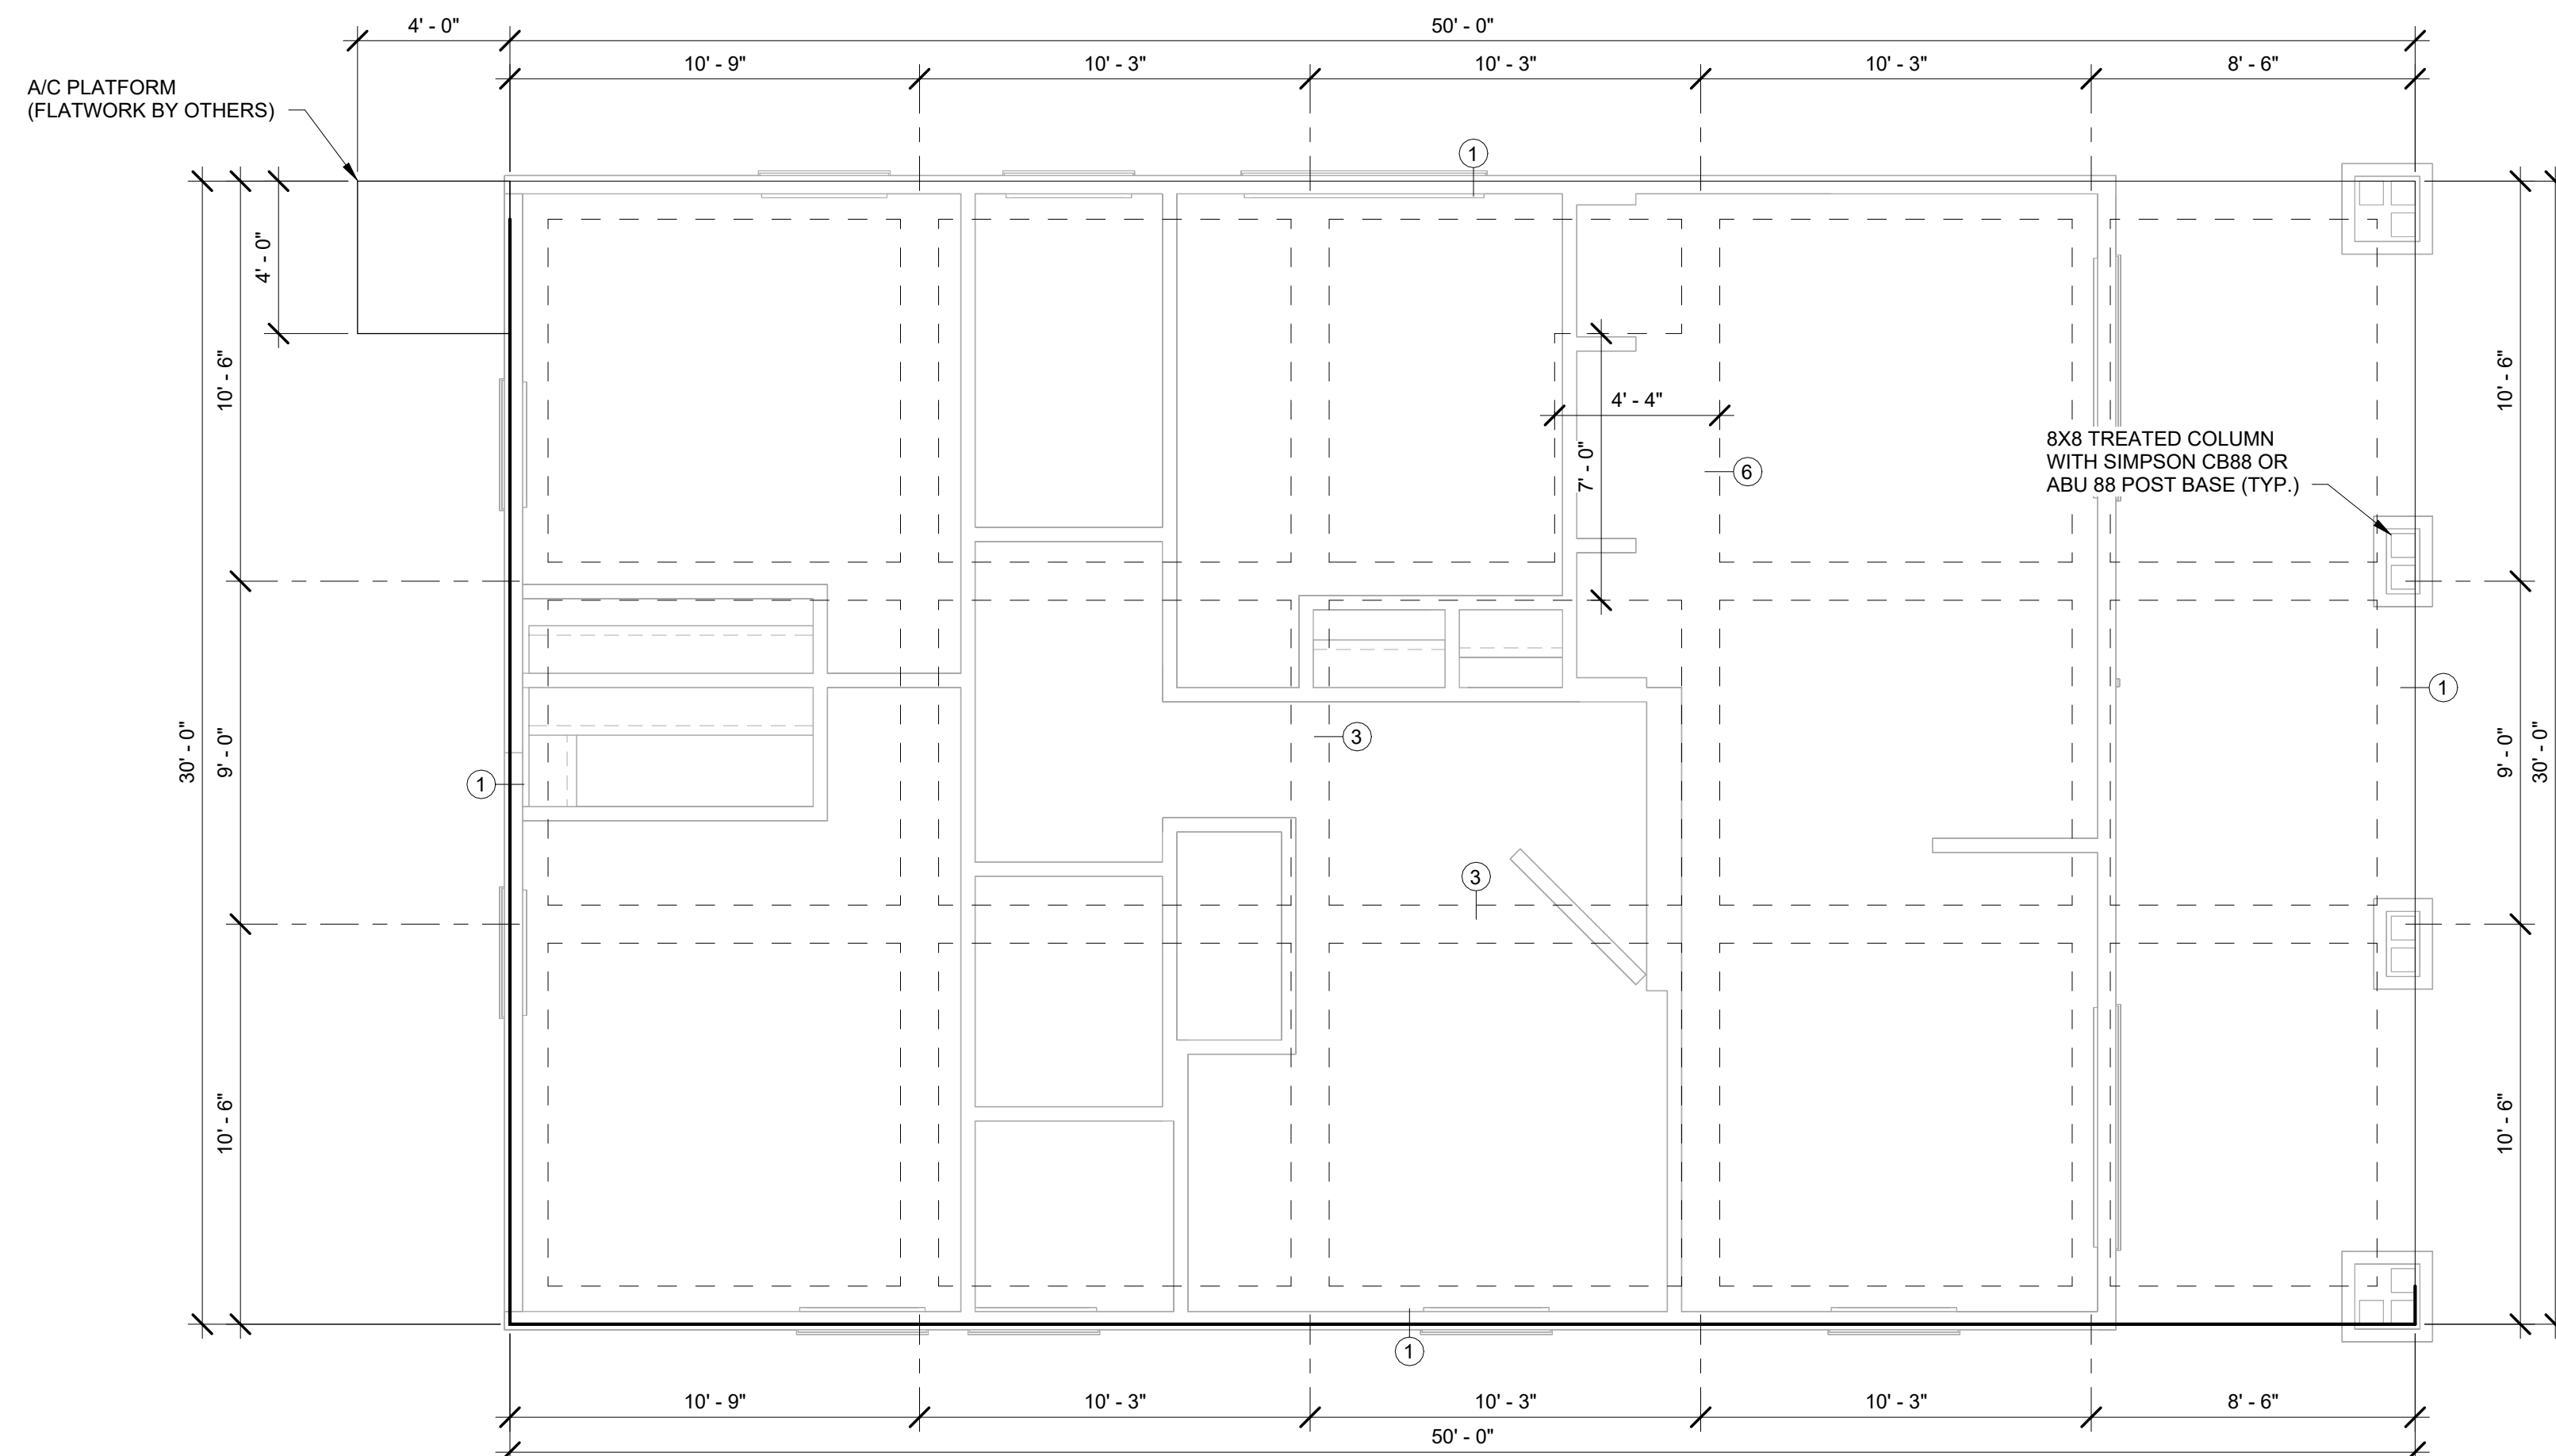 4' - 0"
50' - 0"
10' - 9"
10' - 3"
10' - 3"
10' - 3"
8' - 6"
A/C PLATFORM
(FLATWORK BY OTHERS)
1
4' - 0"
10' - 6"
10' - 6"
4' - 4"
7' - 0"
6
8X8 TREATED COLUMN
WITH SIMPSON CB88 OR
ABU 88 POST BASE (TYP.)
1
30' - 0"
9' - 0"
3
9' - 0"
30' - 0"
1
3
10' - 6"
10' - 6"
1
10' - 9"
10' - 3"
10' - 3"
10' - 3"
8' - 6"
50' - 0"